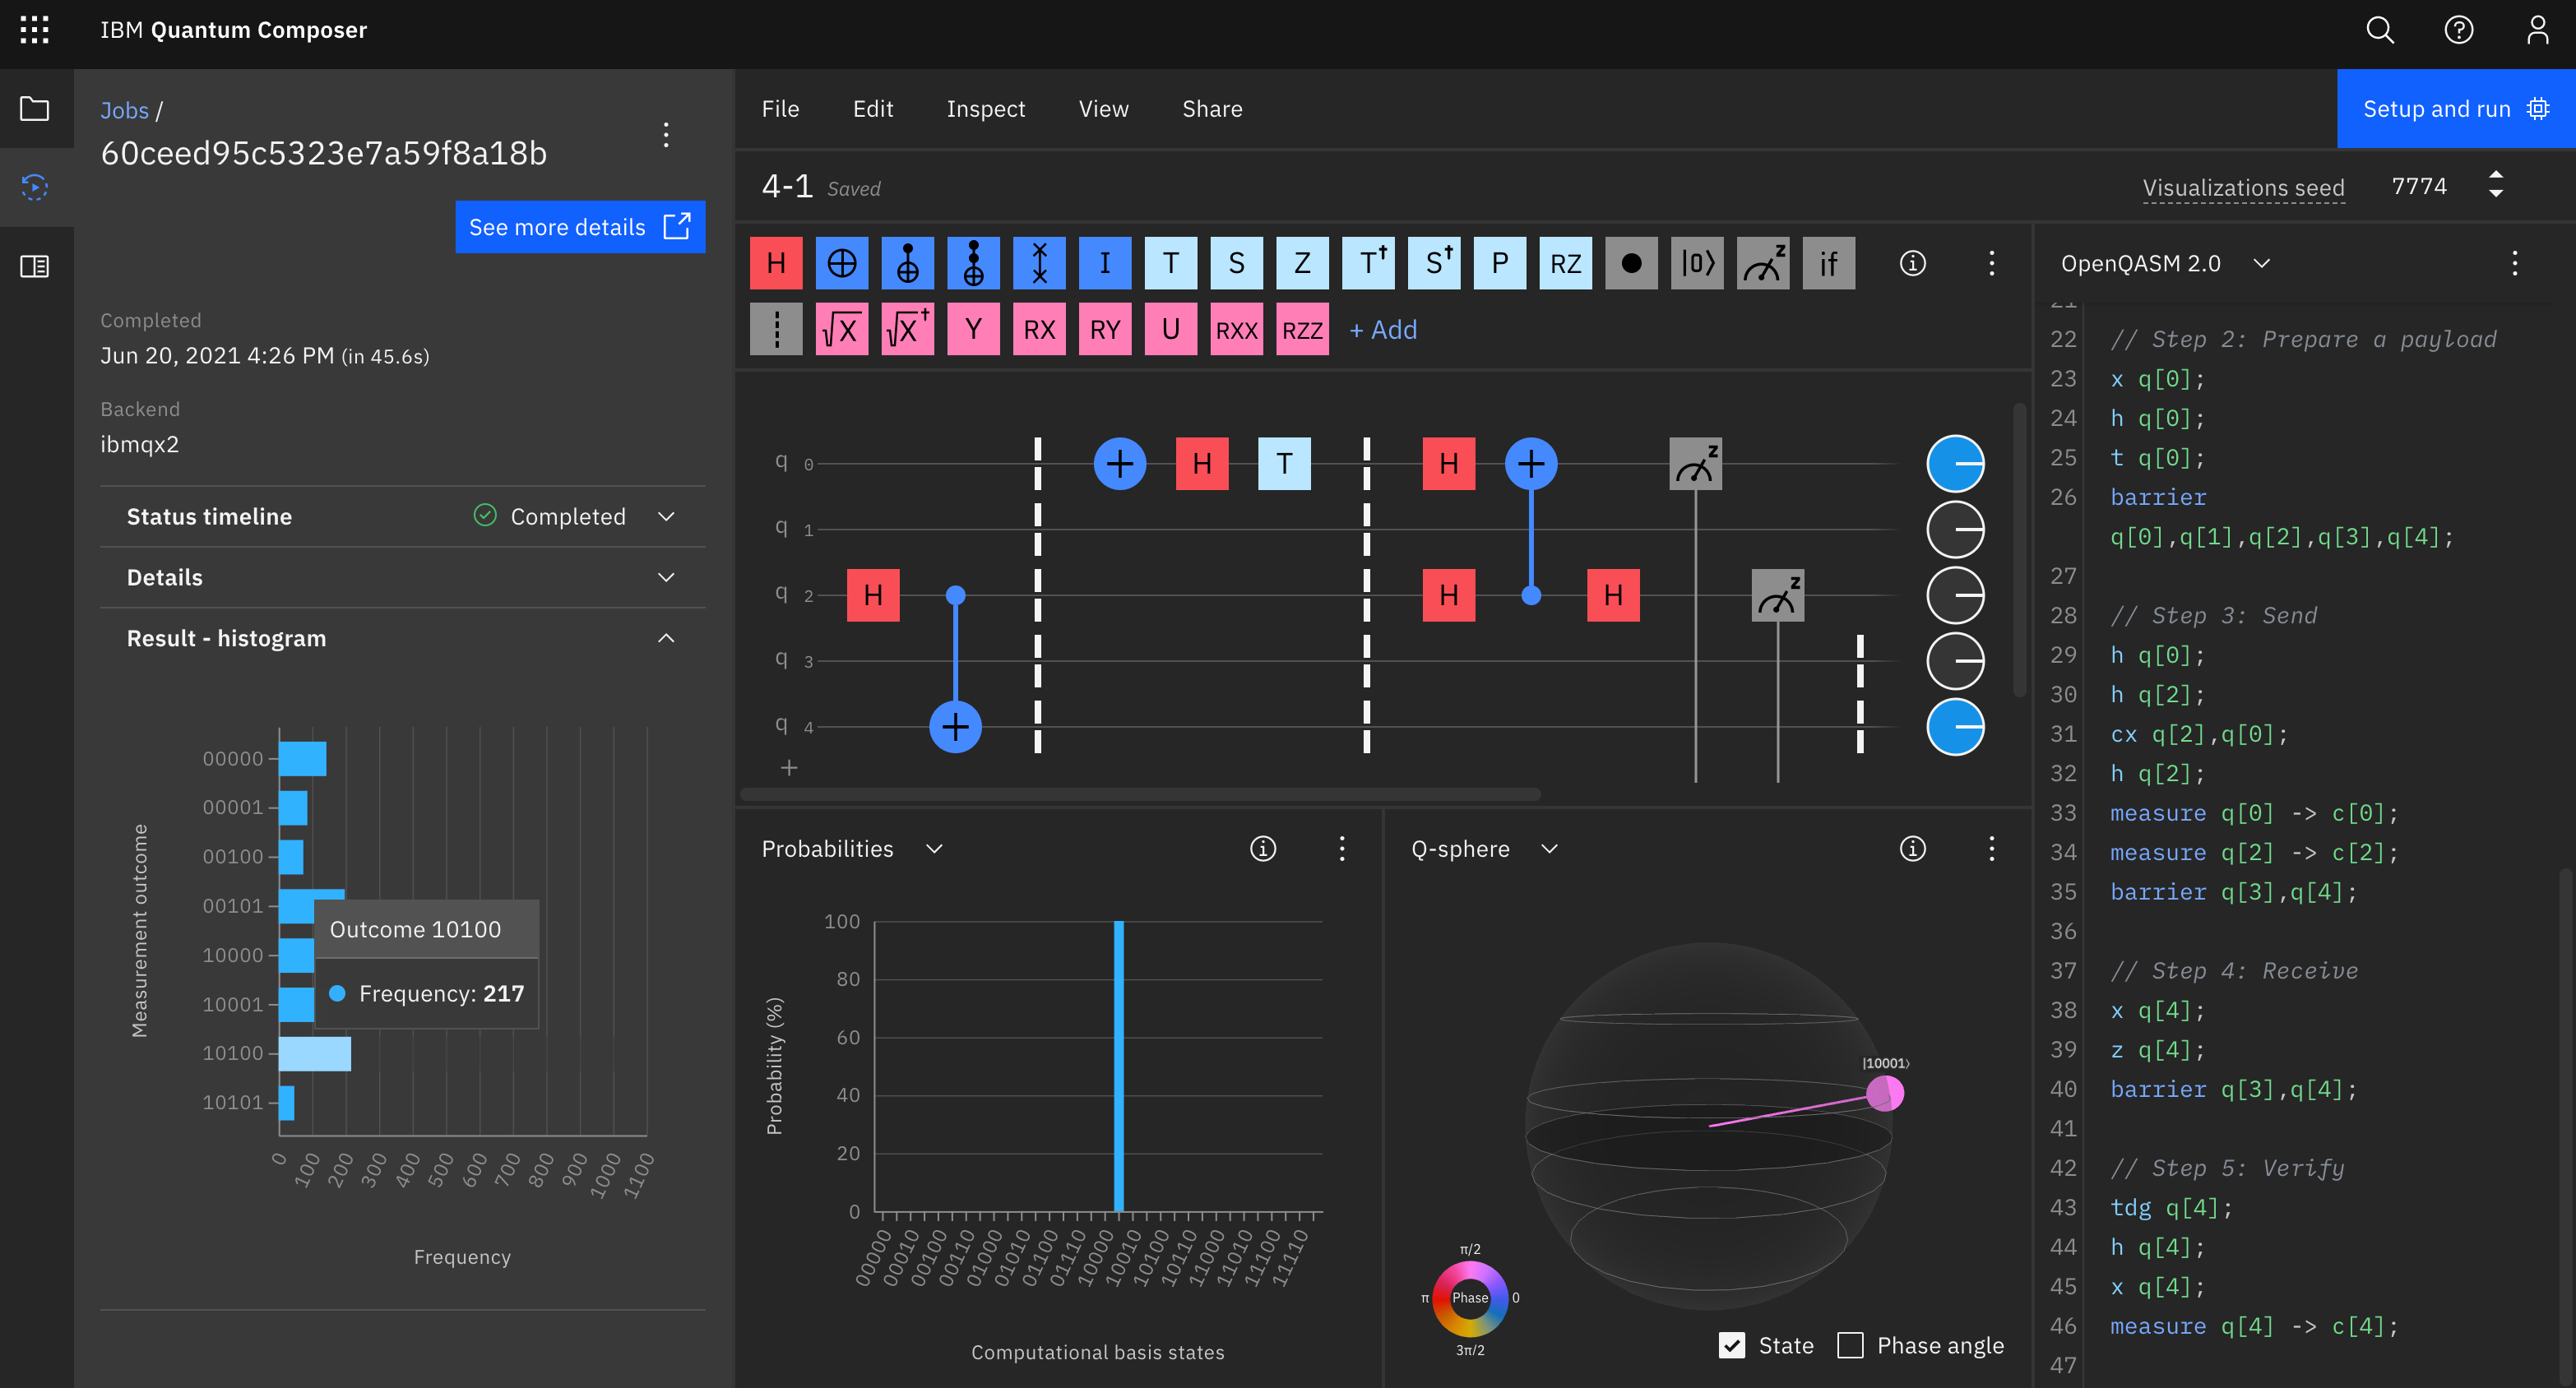 IBM Quantum Composer
Jobs /
60ceed95c5323e7a59f8a18b
See more details
Completed
Jun 20, 2021 4:26 PM (in 45.6s)
Backend
ibmqx2
Status timeline Completed
Details
Result - histogram
Measurement outcome
00000
00001
00100
00101
10000
10001
10100
10101
Outcome 10100
Frequency: 217
0 100 200 300 400 500 600 700 800 900 1000 1100
Frequency
File Edit Inspect View Share
Setup and run
4-1 Saved
Visualizations seed 7774
H I T S Z T† S† P RZ |0⟩ z if
√X √X† Y RX RY U RXX RZZ + Add
q 0 H T H z
q 1
q 2 H H H z
q 3
q 4
+
Probabilities
Probability (%)
100
80
60
40
20
0
00000 00010 00100 00110 01000 01010 01100 01110 10000 10010 10100 10110 11000 11010 11100 11110
Computational basis states
Q-sphere
|10001⟩
π/2
π Phase 0
3π/2
State Phase angle
OpenQASM 2.0
21
22 // Step 2: Prepare a payload
23 x q[0];
24 h q[0];
25 t q[0];
26 barrier
q[0],q[1],q[2],q[3],q[4];
27
28 // Step 3: Send
29 h q[0];
30 h q[2];
31 cx q[2],q[0];
32 h q[2];
33 measure q[0] -> c[0];
34 measure q[2] -> c[2];
35 barrier q[3],q[4];
36
37 // Step 4: Receive
38 x q[4];
39 z q[4];
40 barrier q[3],q[4];
41
42 // Step 5: Verify
43 tdg q[4];
44 h q[4];
45 x q[4];
46 measure q[4] -> c[4];
47